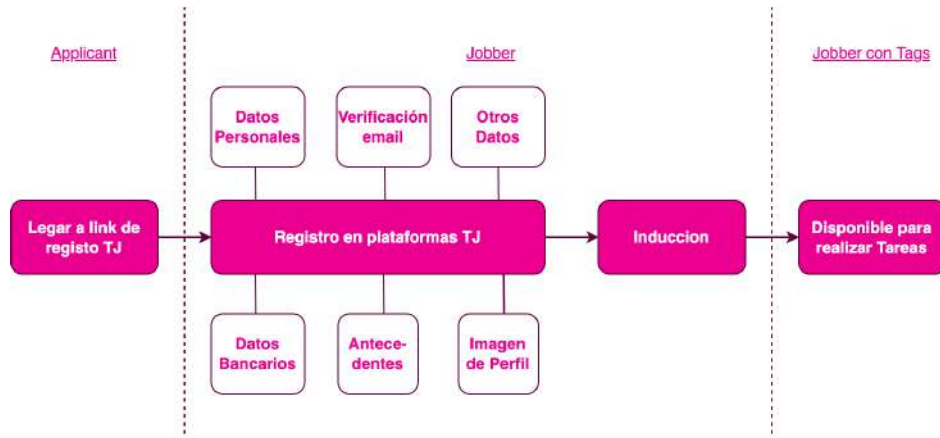 Applicant
Jobber
Jobber con Tags
Datos
Personales
Verificación
email
Otros
Datos
Legar a link de
registo TJ
Registro en plataformas TJ
Induccion
Disponible para
realizar Tareas
Datos
Bancarios
Antece-
dentes
Imagen
de Perfil